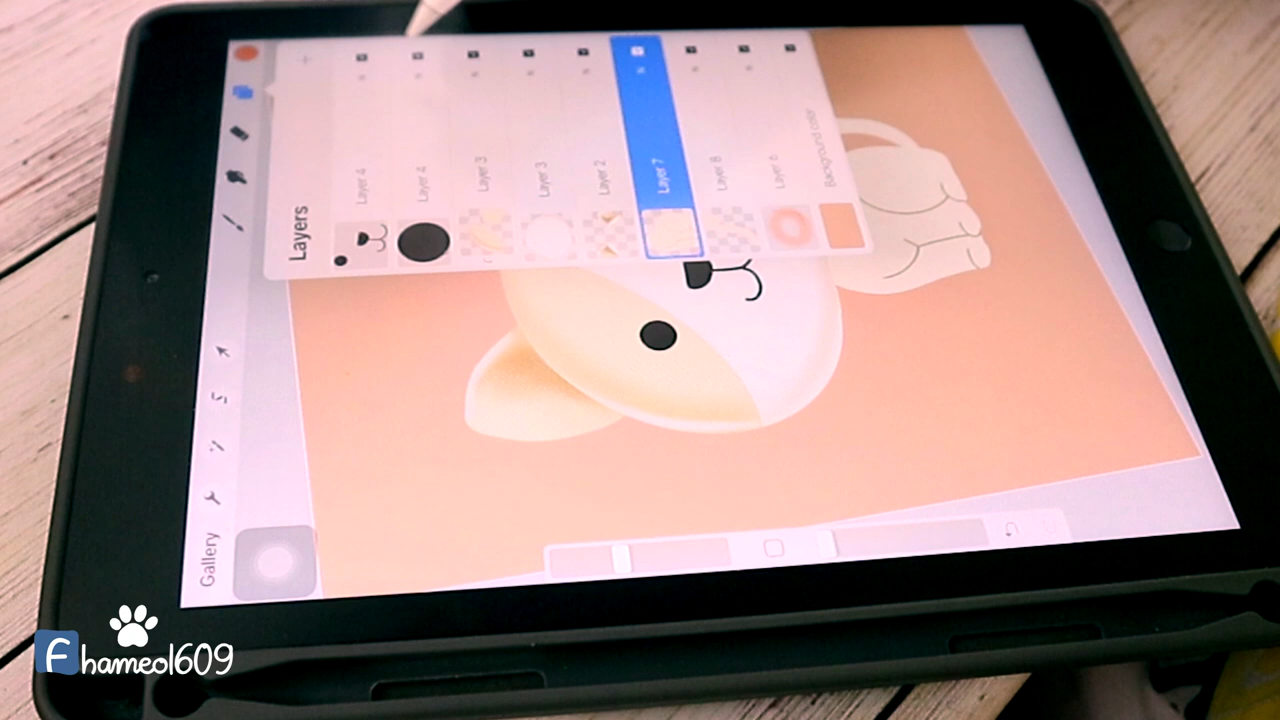 Gallery
Layers
Layer 4
N
Layer 4
N
Layer 3
N
Layer 3
N
Layer 2
N
Layer 7
N
Layer 8
N
Layer 6
Background color
f hameol609